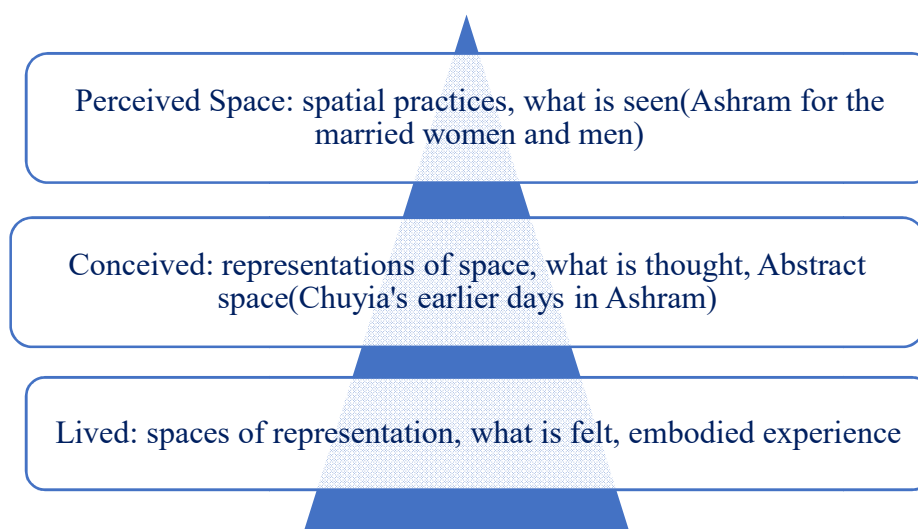 Perceived Space: spatial practices, what is seen(Ashram for the
married women and men)
Conceived: representations of space, what is thought, Abstract
space(Chuyia's earlier days in Ashram)
Lived: spaces of representation, what is felt, embodied experience